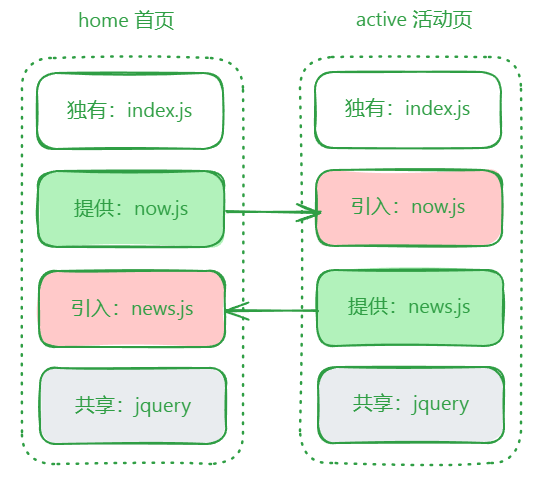 home 首页
独有：index.js
提供：now.js
引入：news.js
共享：jquery
active 活动页
独有：index.js
引入：now.js
提供：news.js
共享：jquery